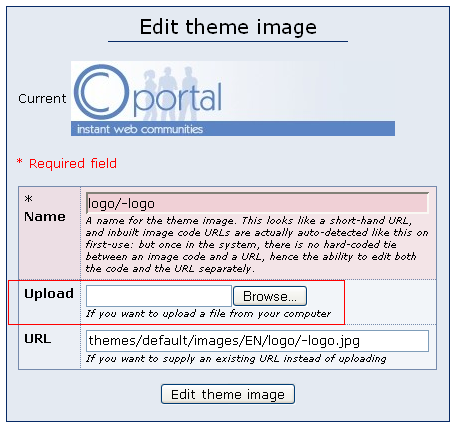 Edit theme image
Current
Oportal
instant web communities
* Required field
*
Name
logo/-logo
A name for the theme image. This looks like a short-hand URL,
and inbuilt image code URLs are actually auto-detected like this on
first-use: but once in the system, there is no hard-coded tie
between an image code and a URL, hence the ability to edit both
the code and the URL separately.
Upload
Browse...
If you want to upload a file from your computer
URL
themes/default/images/EN/logo/-logo.jpg
If you want to supply an existing URL instead of uploading
Edit theme image